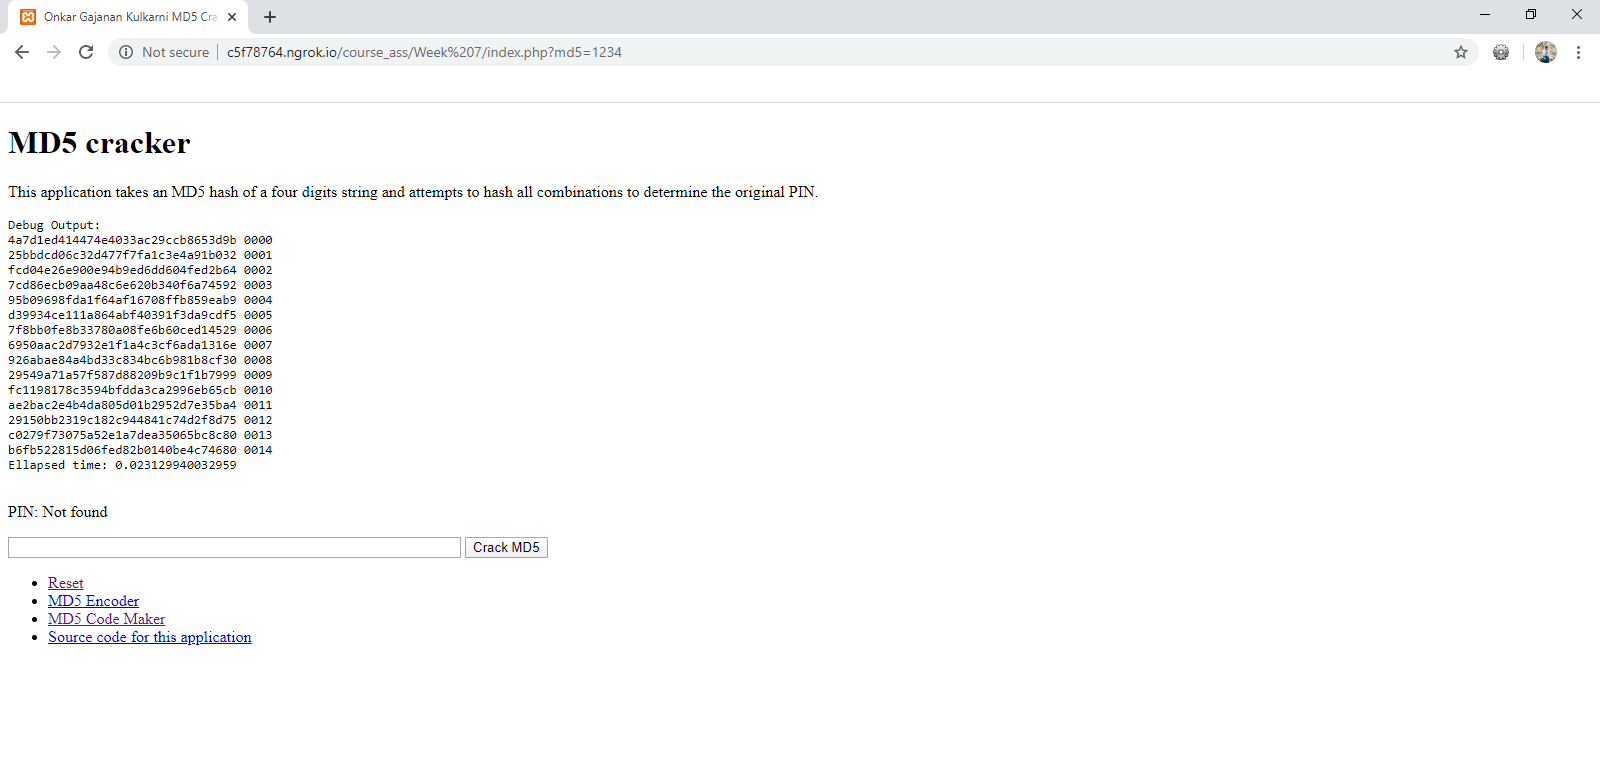 Onkar Gajanan Kulkarni MD5 Cra
Not secure c5f78764.ngrok.io/course_ass/Week%207/index.php?md5=1234
MD5 cracker
This application takes an MD5 hash of a four digits string and attempts to hash all combinations to determine the original PIN.
Debug Output:
4a7d1ed414474e4033ac29ccb8653d9b 0000
25bbdcd06c32d477f7fa1c3e4a91b032 0001
fcd04e26e900e94b9ed6dd604fed2b64 0002
7cd86ecb09aa48c6e620b340f6a74592 0003
95b09698fda1f64af16708ffb859eab9 0004
d39934ce111a864abf40391f3da9cdf5 0005
7f8bb0fe8b33780a08fe6b60ced14529 0006
6950aac2d7932e1f1a4c3cf6ada1316e 0007
926abae84a4bd33c834bc6b981b8cf30 0008
29549a71a57f587d88209b9c1f1b7999 0009
fc1198178c3594bfdda3ca2996eb65cb 0010
ae2bac2e4b4da805d01b2952d7e35ba4 0011
29150bb2319c182c944841c74d2f8d75 0012
c0279f73075a52e1a7dea35065bc8c80 0013
b6fb522815d06fed82b0140be4c74680 0014
Ellapsed time: 0.023129940032959
PIN: Not found
Crack MD5
Reset
MD5 Encoder
MD5 Code Maker
Source code for this application